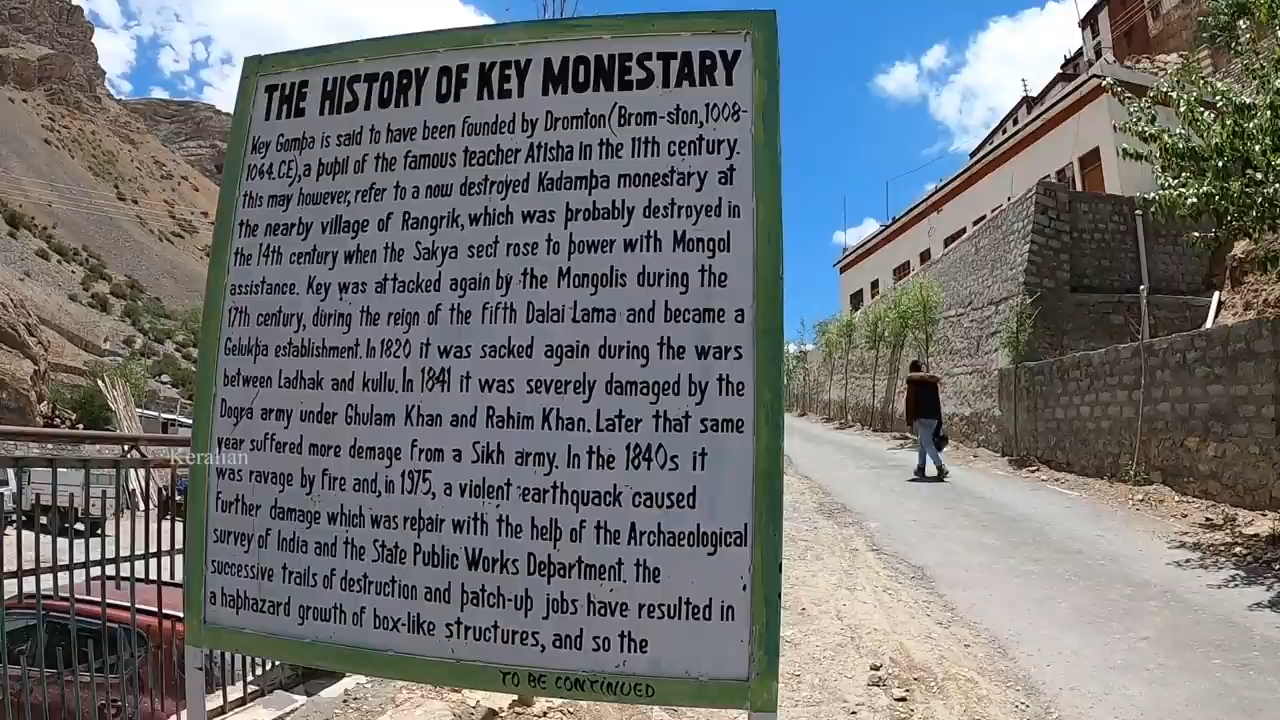 THE HISTORY OF KEY MONESTARY
Key Gompa is said to have been founded by Dromton (Brom-ston, 1008-
1064.CE), a pupil of the famous teacher Atisha in the 11th century.
this may however, refer to a now destroyed Kadampa monestary at
the nearby village of Rangrik, which was probably destroyed in
the 14th century when the Sakya sect rose to power with Mongol
assistance. Key was attacked again by the Mongolis during the
17th century, during the reign of the fifth Dalai Lama and became a
Gelukpa establishment. In 1820 it was sacked again during the wars
between Ladhak and kullu. In 1841 it was severely damaged by the
Dogra army under Ghulam Khan and Rahim Khan. Later that same
year suffered more demage from a Sikh army. In the 1840s it
was ravage by fire and, in 1975, a violent earthquack caused
further damage which was repair with the help of the Archaeological
survey of India and the State Public Works Department. the
successive trails of destruction and patch-up jobs have resulted in
a haphazard growth of box-like structures, and so the
TO BE CONTINUED
Keralian